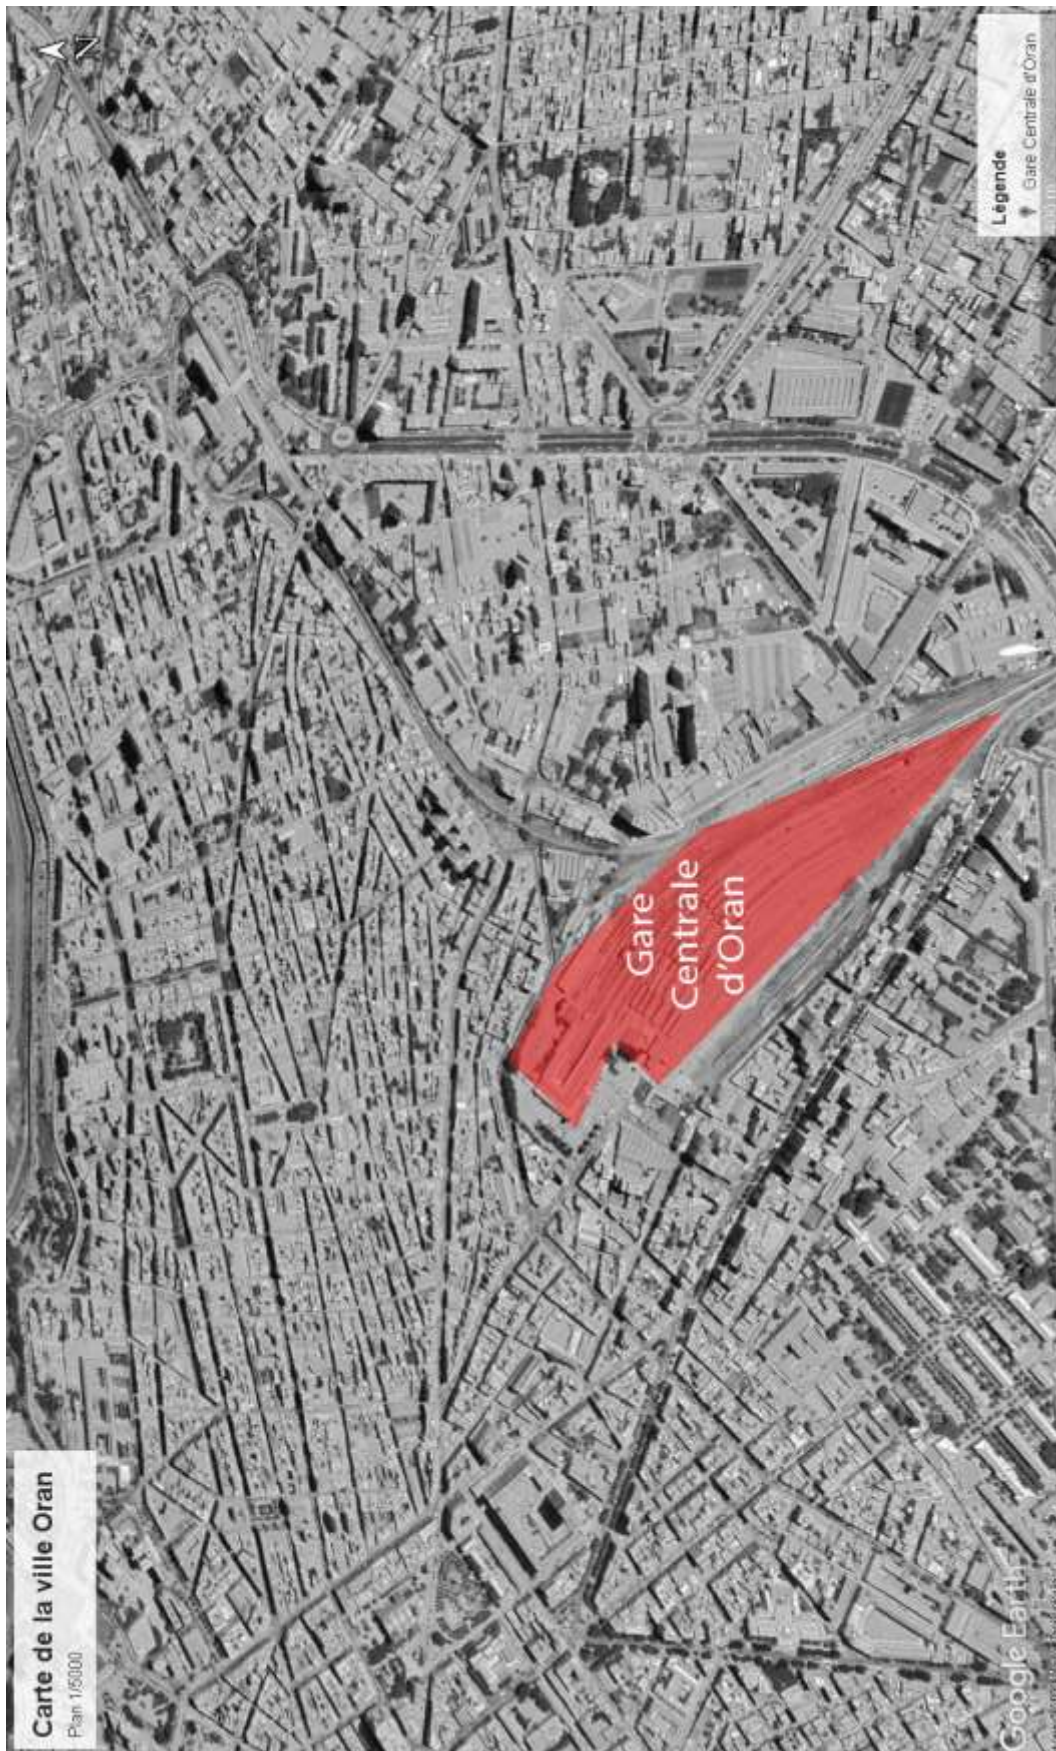 Carte de la ville Oran
Plan 1/5000
Légende
Gare Centrale d'Oran
N
Gare
Centrale
d'Oran
Google Earth